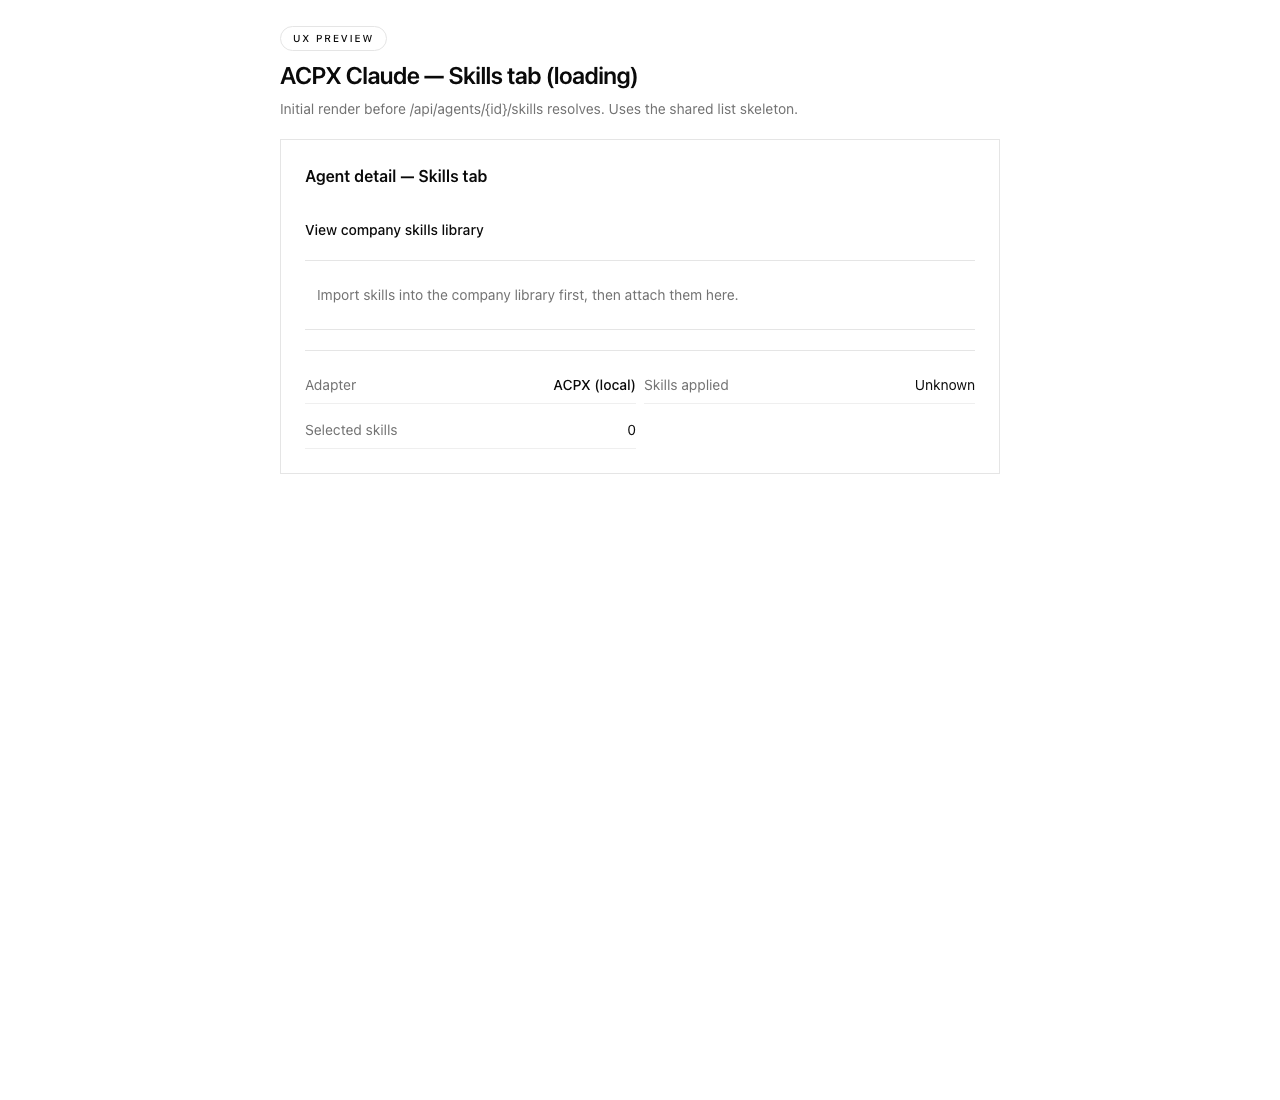 UX PREVIEW
ACPX Claude — Skills tab (loading)
Initial render before /api/agents/{id}/skills resolves. Uses the shared list skeleton.
Agent detail — Skills tab
View company skills library
Import skills into the company library first, then attach them here.
Adapter ACPX (local) Skills applied Unknown
Selected skills 0